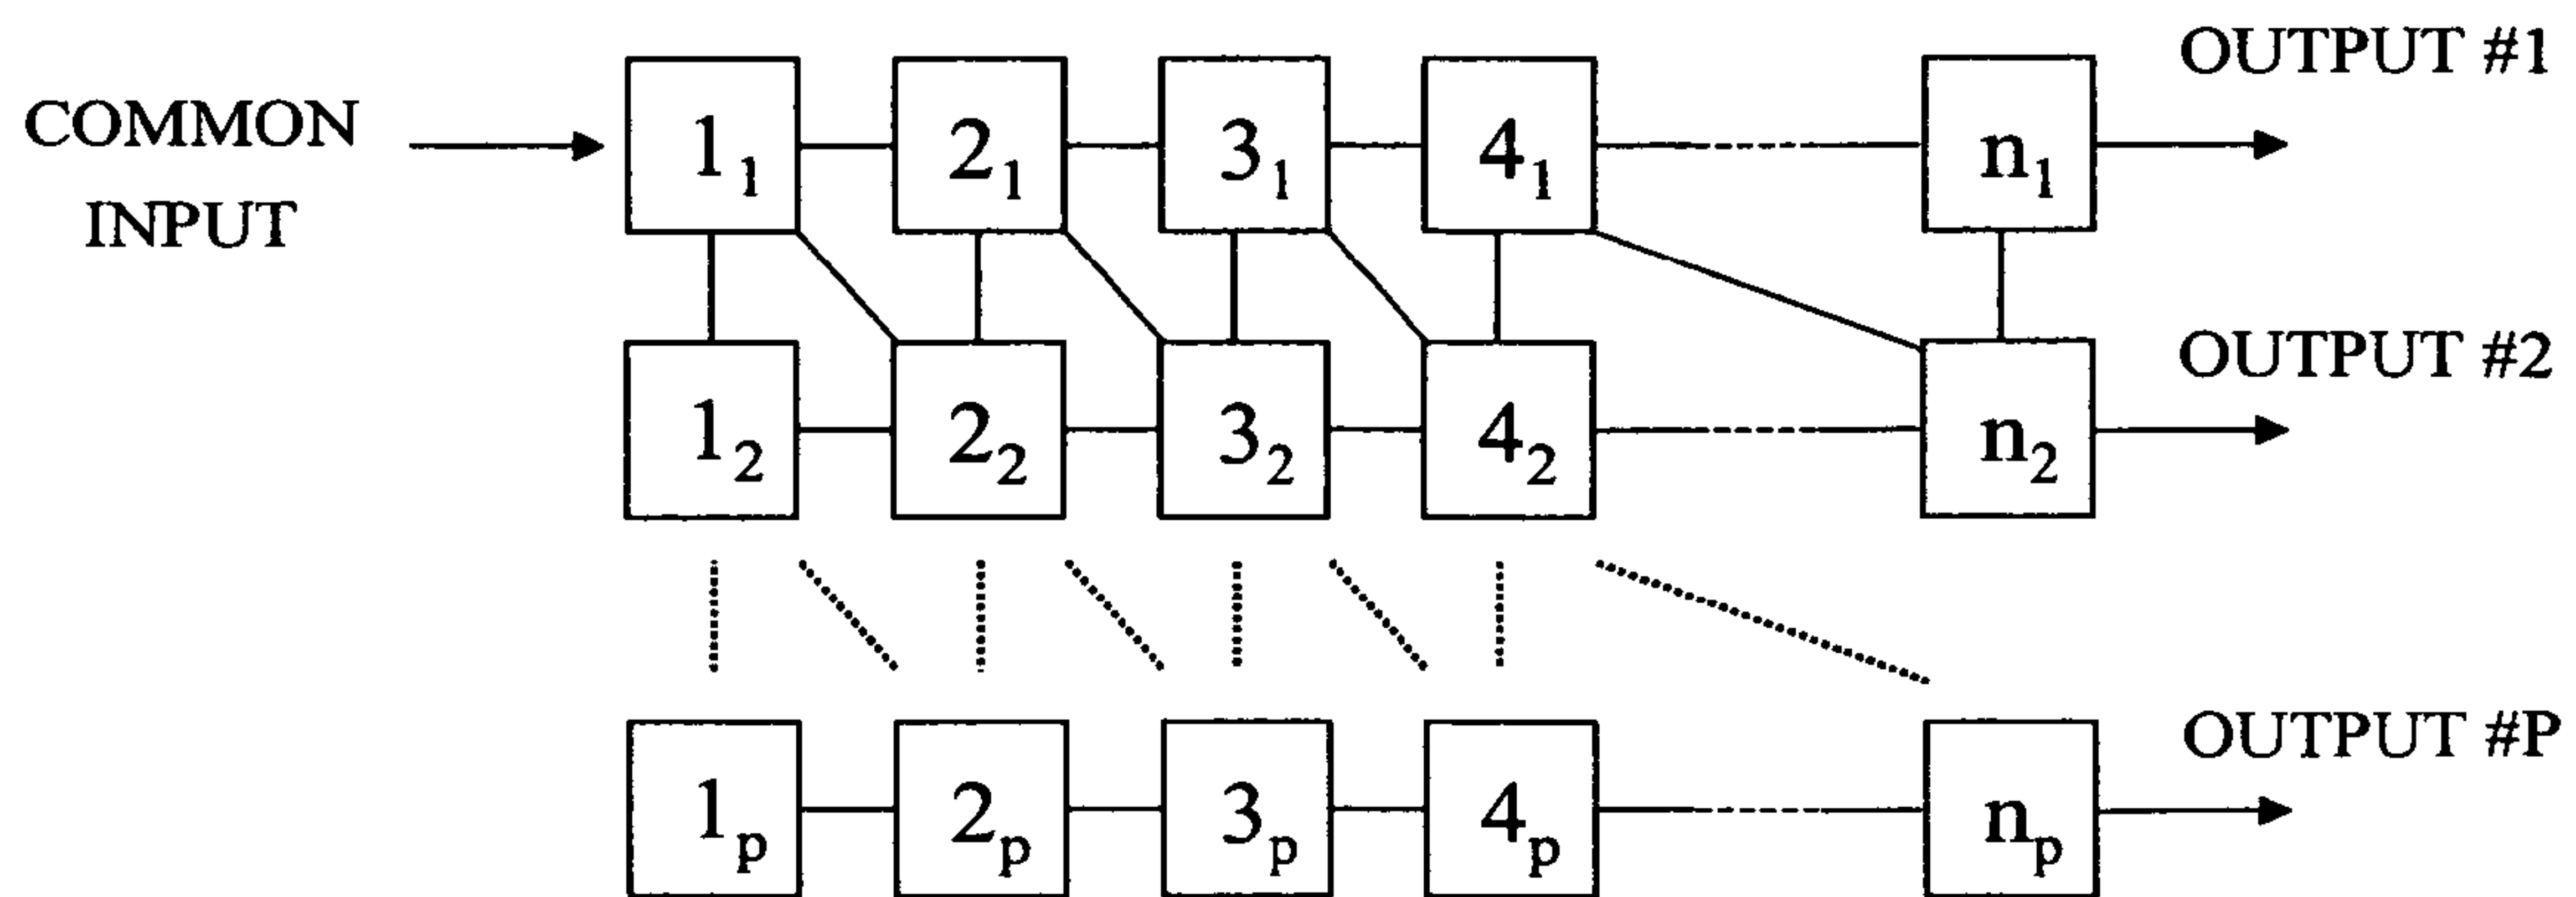 COMMON
INPUT
1₁ 2₁ 3₁ 4₁ n₁ OUTPUT #1
1₂ 2₂ 3₂ 4₂ n₂ OUTPUT #2
1ₚ 2ₚ 3ₚ 4ₚ nₚ OUTPUT #P